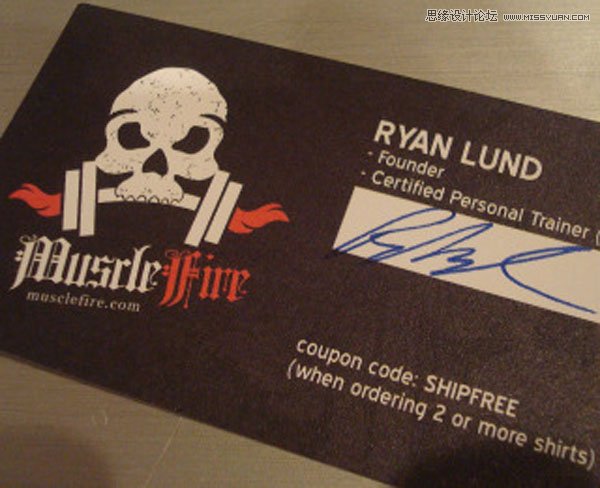 思缘设计论坛 WWW.MISSYUAN.COM
RYAN LUND
- Founder
- Certified Personal Trainer (
MuscleFire
musclefire.com
coupon code: SHIPFREE
(when ordering 2 or more shirts)